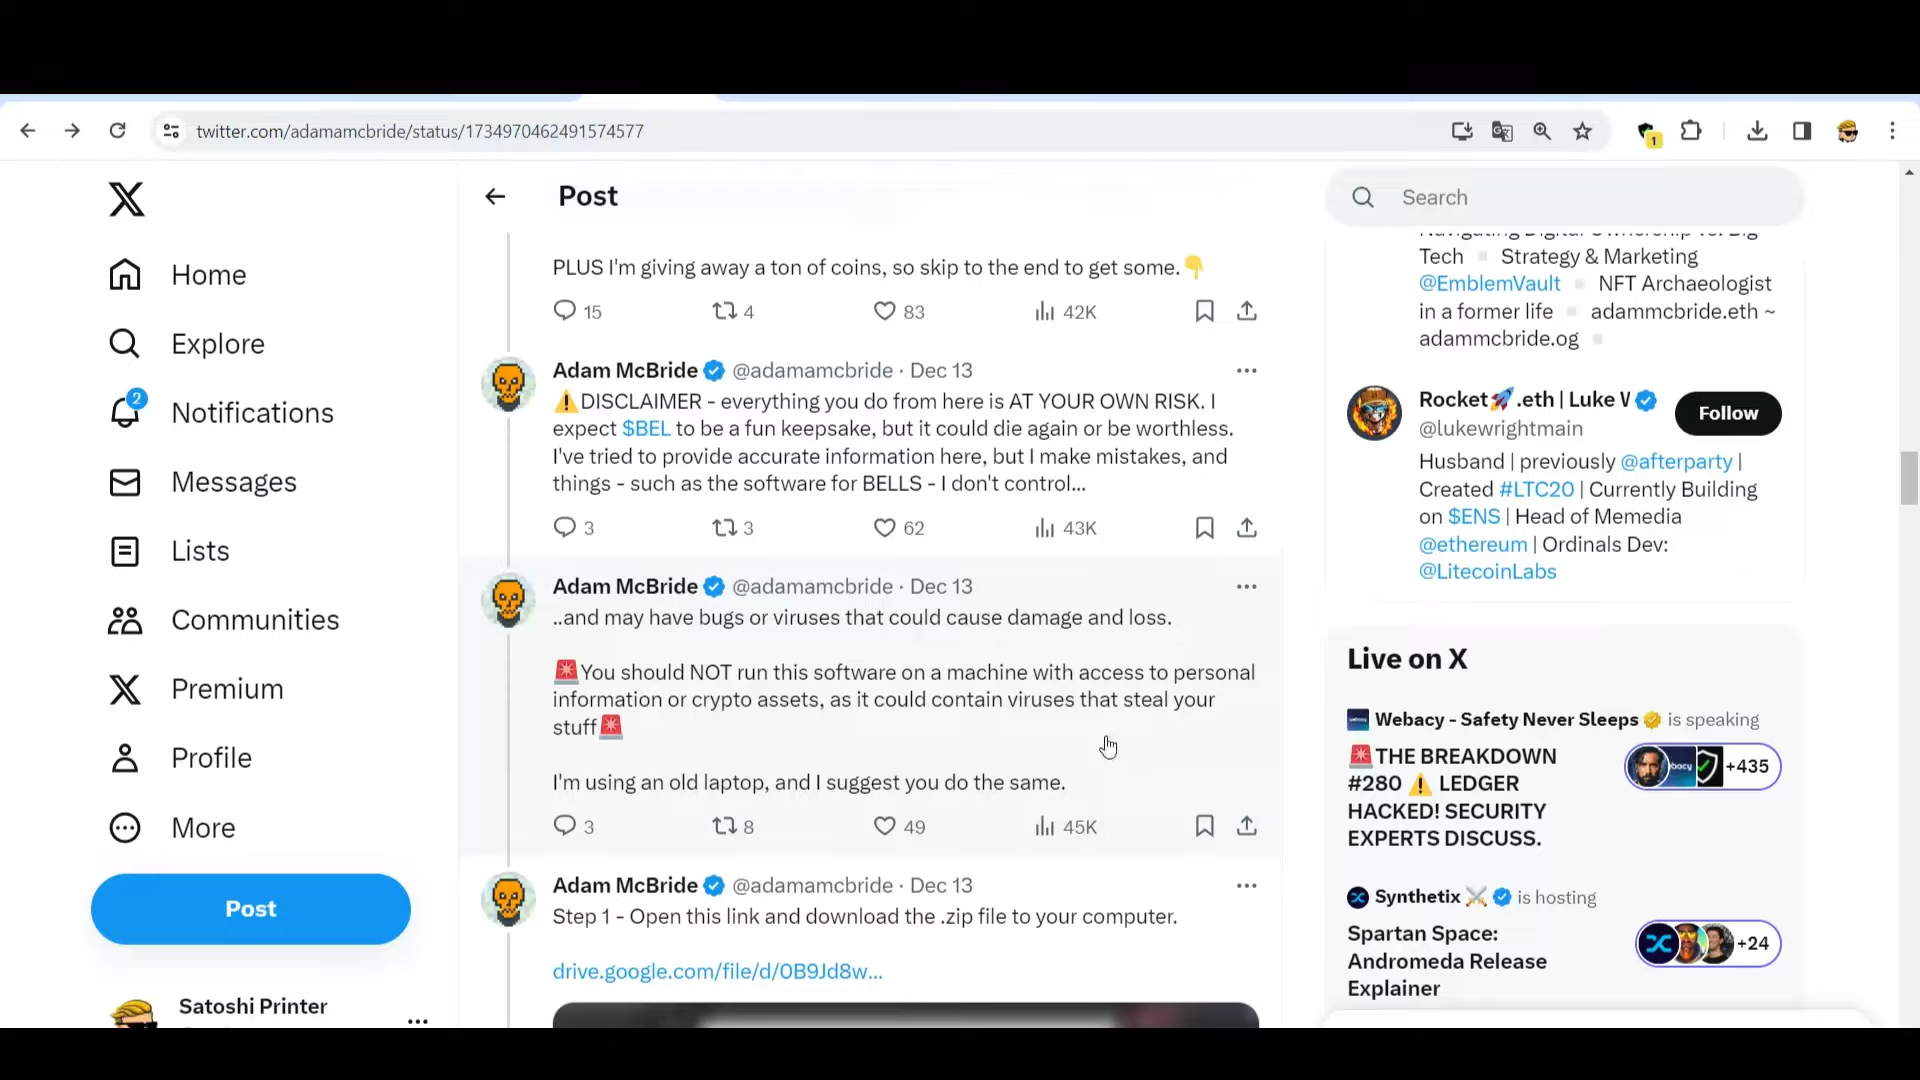 twitter.com/adamamcbride/status/1734970462491574577
1
Home
Explore
2
Notifications
Messages
Lists
Communities
Premium
Profile
More
Post
Satoshi Printer
Post
PLUS I'm giving away a ton of coins, so skip to the end to get some.👇
15
4
83
42K
Adam McBride @adamamcbride · Dec 13
⚠️DISCLAIMER - everything you do from here is AT YOUR OWN RISK. I
expect $BEL to be a fun keepsake, but it could die again or be worthless.
I've tried to provide accurate information here, but I make mistakes, and
things - such as the software for BELLS - I don't control...
3
3
62
43K
Adam McBride @adamamcbride · Dec 13
..and may have bugs or viruses that could cause damage and loss.
🚨You should NOT run this software on a machine with access to personal
information or crypto assets, as it could contain viruses that steal your
stuff🚨
I'm using an old laptop, and I suggest you do the same.
3
8
49
45K
Adam McBride @adamamcbride · Dec 13
Step 1 - Open this link and download the .zip file to your computer.
drive.google.com/file/d/0B9Jd8w...
Search
Navigating Digital Ownership vs. Big
Tech ▫️ Strategy & Marketing
@EmblemVault ▫️ NFT Archaeologist
in a former life ▫️ adammcbride.eth ~
adammcbride.og ▫️
Rocket🚀.eth | Luke W
@lukewrightmain
Follow
Husband | previously @afterparty |
Created #LTC20 | Currently Building
on $ENS | Head of Memedia
@ethereum | Ordinals Dev:
@LitecoinLabs
Live on X
Webacy - Safety Never Sleeps is speaking
🚨THE BREAKDOWN
#280 ⚠️ LEDGER
HACKED! SECURITY
EXPERTS DISCUSS.
+435
Synthetix ⚔️ is hosting
Spartan Space:
Andromeda Release
Explainer
+24